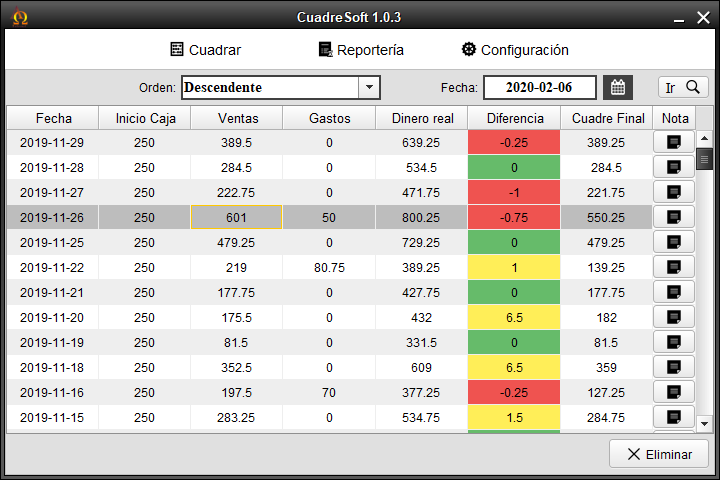 CuadreSoft 1.0.3
Cuadrar Reportería Configuración
Orden: Descendente Fecha: 2020-02-06 Ir
Fecha Inicio Caja Ventas Gastos Dinero real Diferencia Cuadre Final Nota
2019-11-29 250 389.5 0 639.25 -0.25 389.25
2019-11-28 250 284.5 0 534.5 0 284.5
2019-11-27 250 222.75 0 471.75 -1 221.75
2019-11-26 250 601 50 800.25 -0.75 550.25
2019-11-25 250 479.25 0 729.25 0 479.25
2019-11-22 250 219 80.75 389.25 1 139.25
2019-11-21 250 177.75 0 427.75 0 177.75
2019-11-20 250 175.5 0 432 6.5 182
2019-11-19 250 81.5 0 331.5 0 81.5
2019-11-18 250 352.5 0 609 6.5 359
2019-11-16 250 197.5 70 377.25 -0.25 127.25
2019-11-15 250 283.25 0 534.75 1.5 284.75
Eliminar